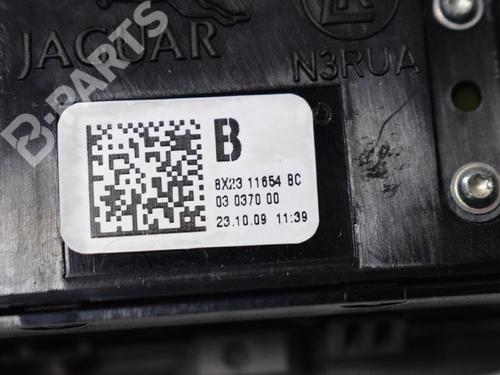 JAGUAR
N3RUA
B-PARTS
B
8X23 11654 BC
03 0370 00
23.10.09 11:39